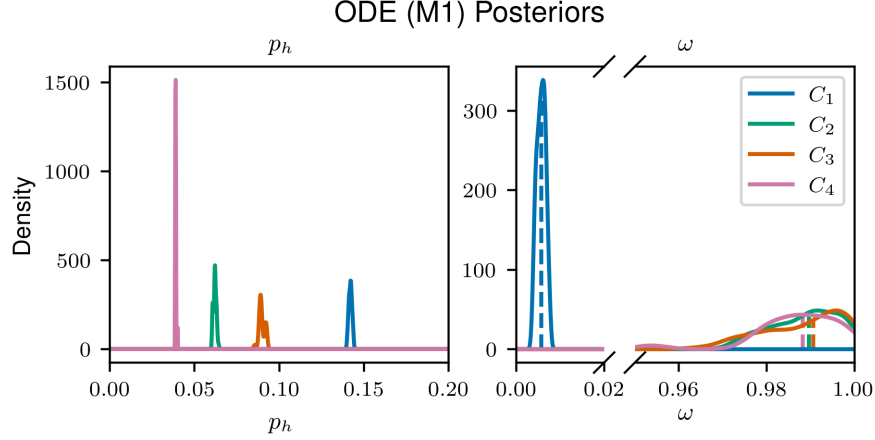 ODE (M1) Posteriors
p_h
ω
Density
1500
1000
500
0
0.00 0.05 0.10 0.15 0.20
p_h
300
200
100
0
0.00 0.02 0.96 0.98 1.00
ω
C_1
C_2
C_3
C_4